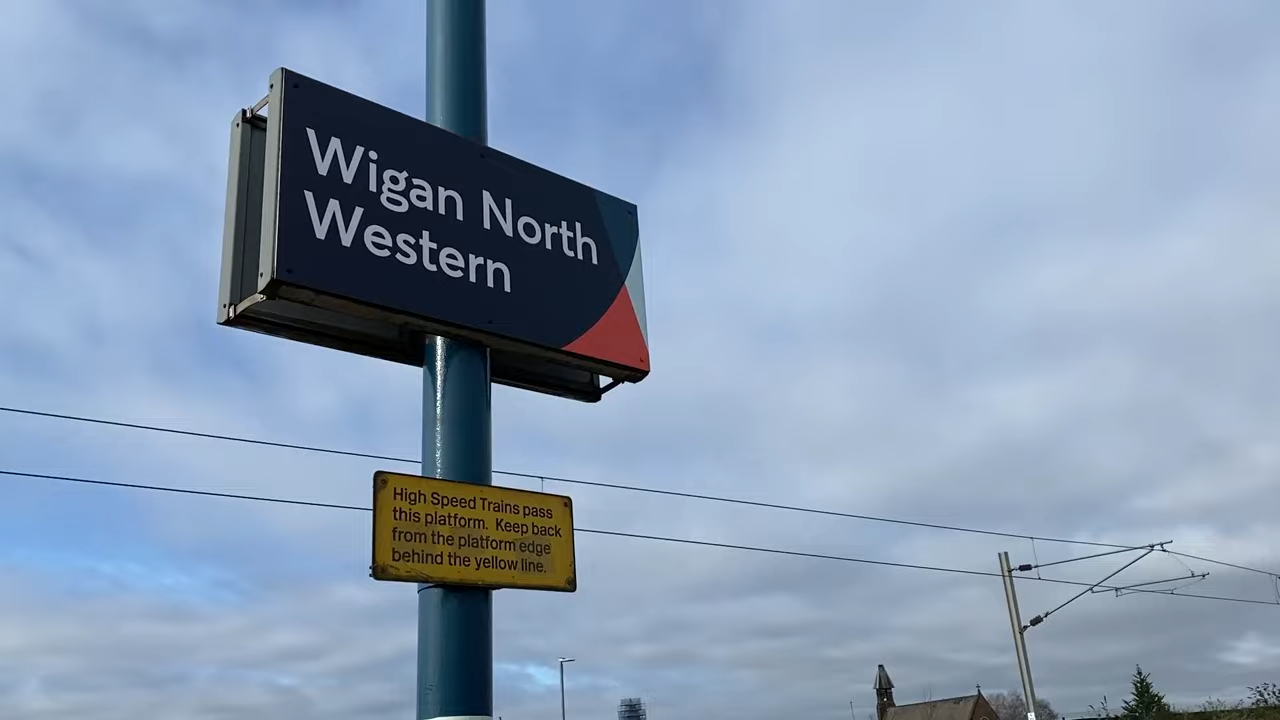 Wigan North
Western
High Speed Trains pass
this platform. Keep back
from the platform edge
behind the yellow line.